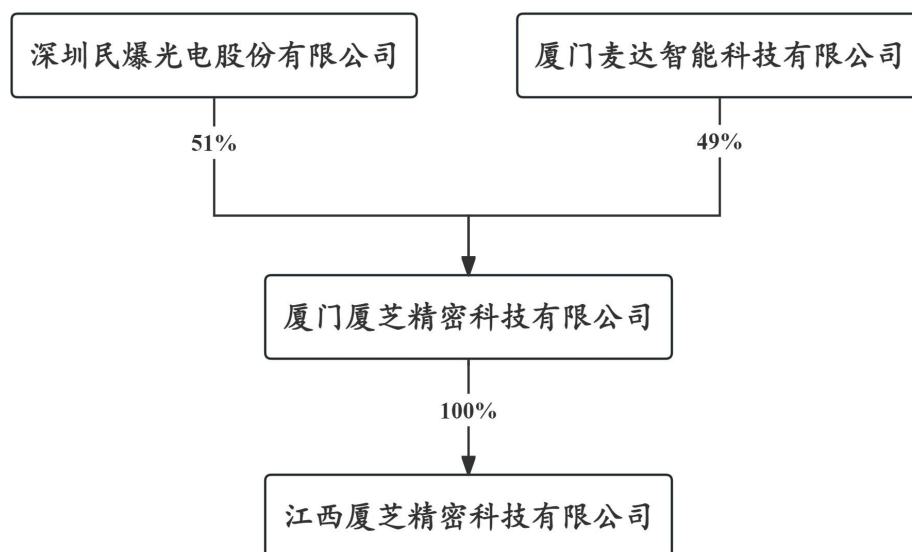 深圳民爆光电股份有限公司
厦门麦达智能科技有限公司
51%
49%
厦门厦芝精密科技有限公司
100%
江西厦芝精密科技有限公司